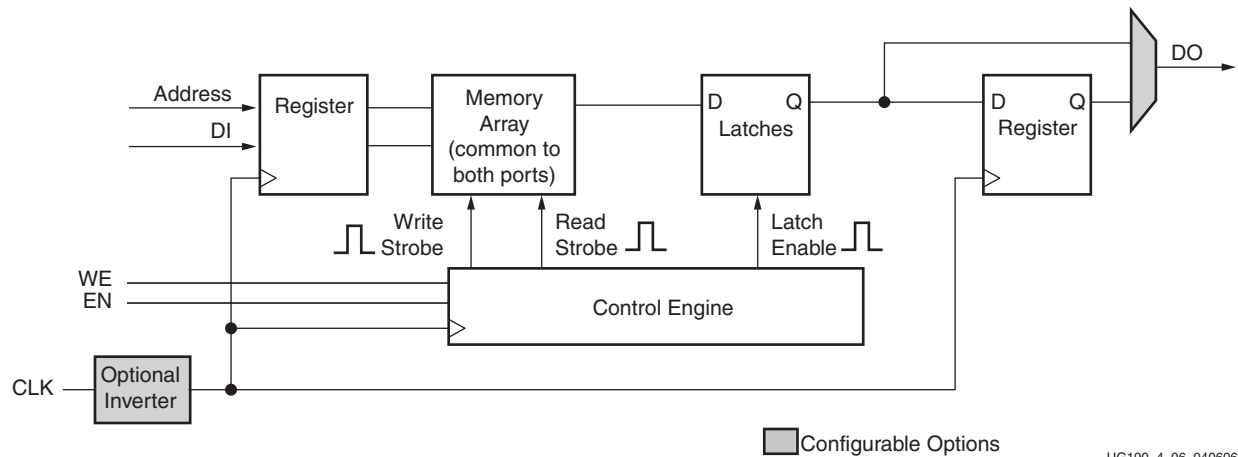 Address
DI
Register
Memory
Array
(common to
both ports)
D Q
Latches
D Q
Register
DO
Write
Strobe
Read
Strobe
Latch
Enable
WE
EN
Control Engine
CLK
Optional
Inverter
Configurable Options